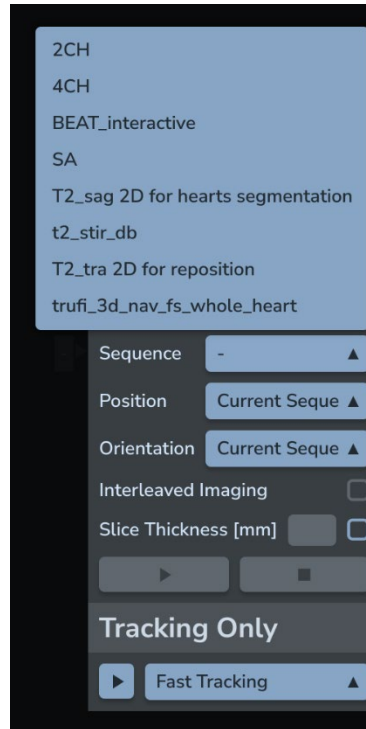 2CH
4CH
BEAT_interactive
SA
T2_sag 2D for hearts segmentation
t2_stir_db
T2_tra 2D for reposition
trufi_3d_nav_fs_whole_heart
Sequence -
Position Current Seque
Orientation Current Seque
Interleaved Imaging
Slice Thickness [mm]
Tracking Only
Fast Tracking